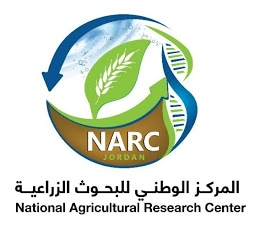 NARC
JORDAN
المركز الوطني للبحوث الزراعية
National Agricultural Research Center